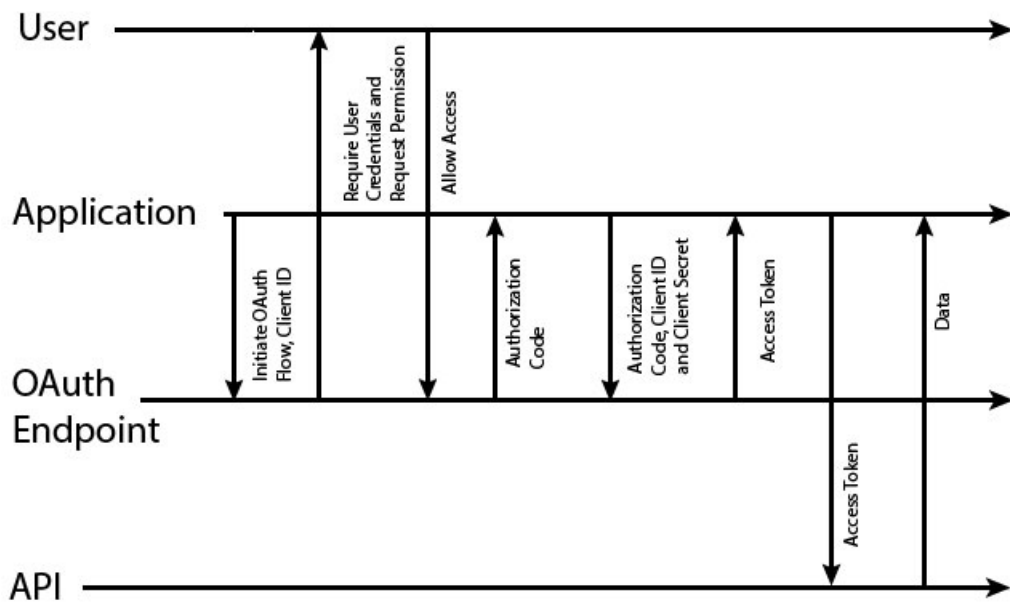 User
Require User
Credentials and
Request Permission
Allow Access
Application
Initiate OAuth
Flow, Client ID
Authorization
Code
Authorization
Code, Client ID
and Client Secret
Access Token
Data
OAuth
Endpoint
Access Token
API